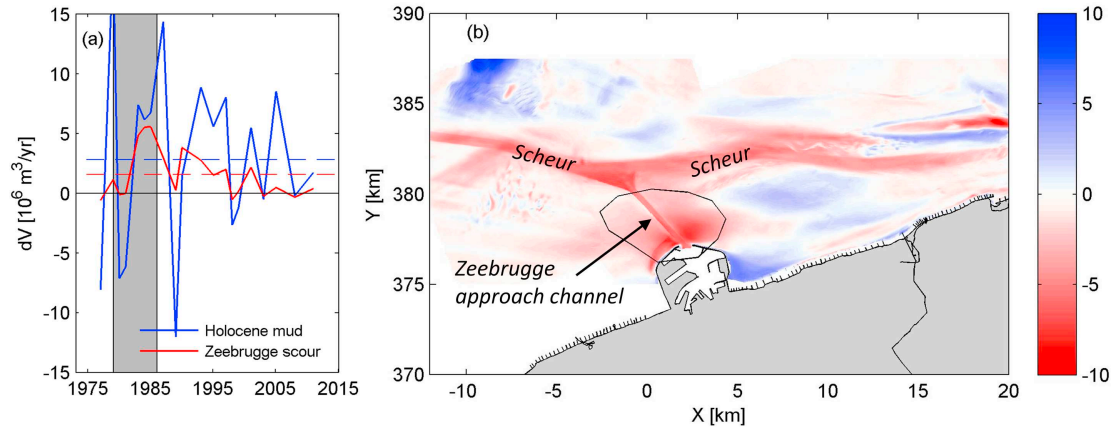 (a)
15
10
5
0
-5
-10
-15
dV [10⁶ m³/yr]
1977 1986 1995 2005 2015
Holocene mud
Zeebrugge scour
(b)
390
385
380
375
370
Y [km]
Scheur Scheur
Zeebrugge
approach channel
-10 -5 0 5 10 15 20
X [km]
10
5
0
-5
-10